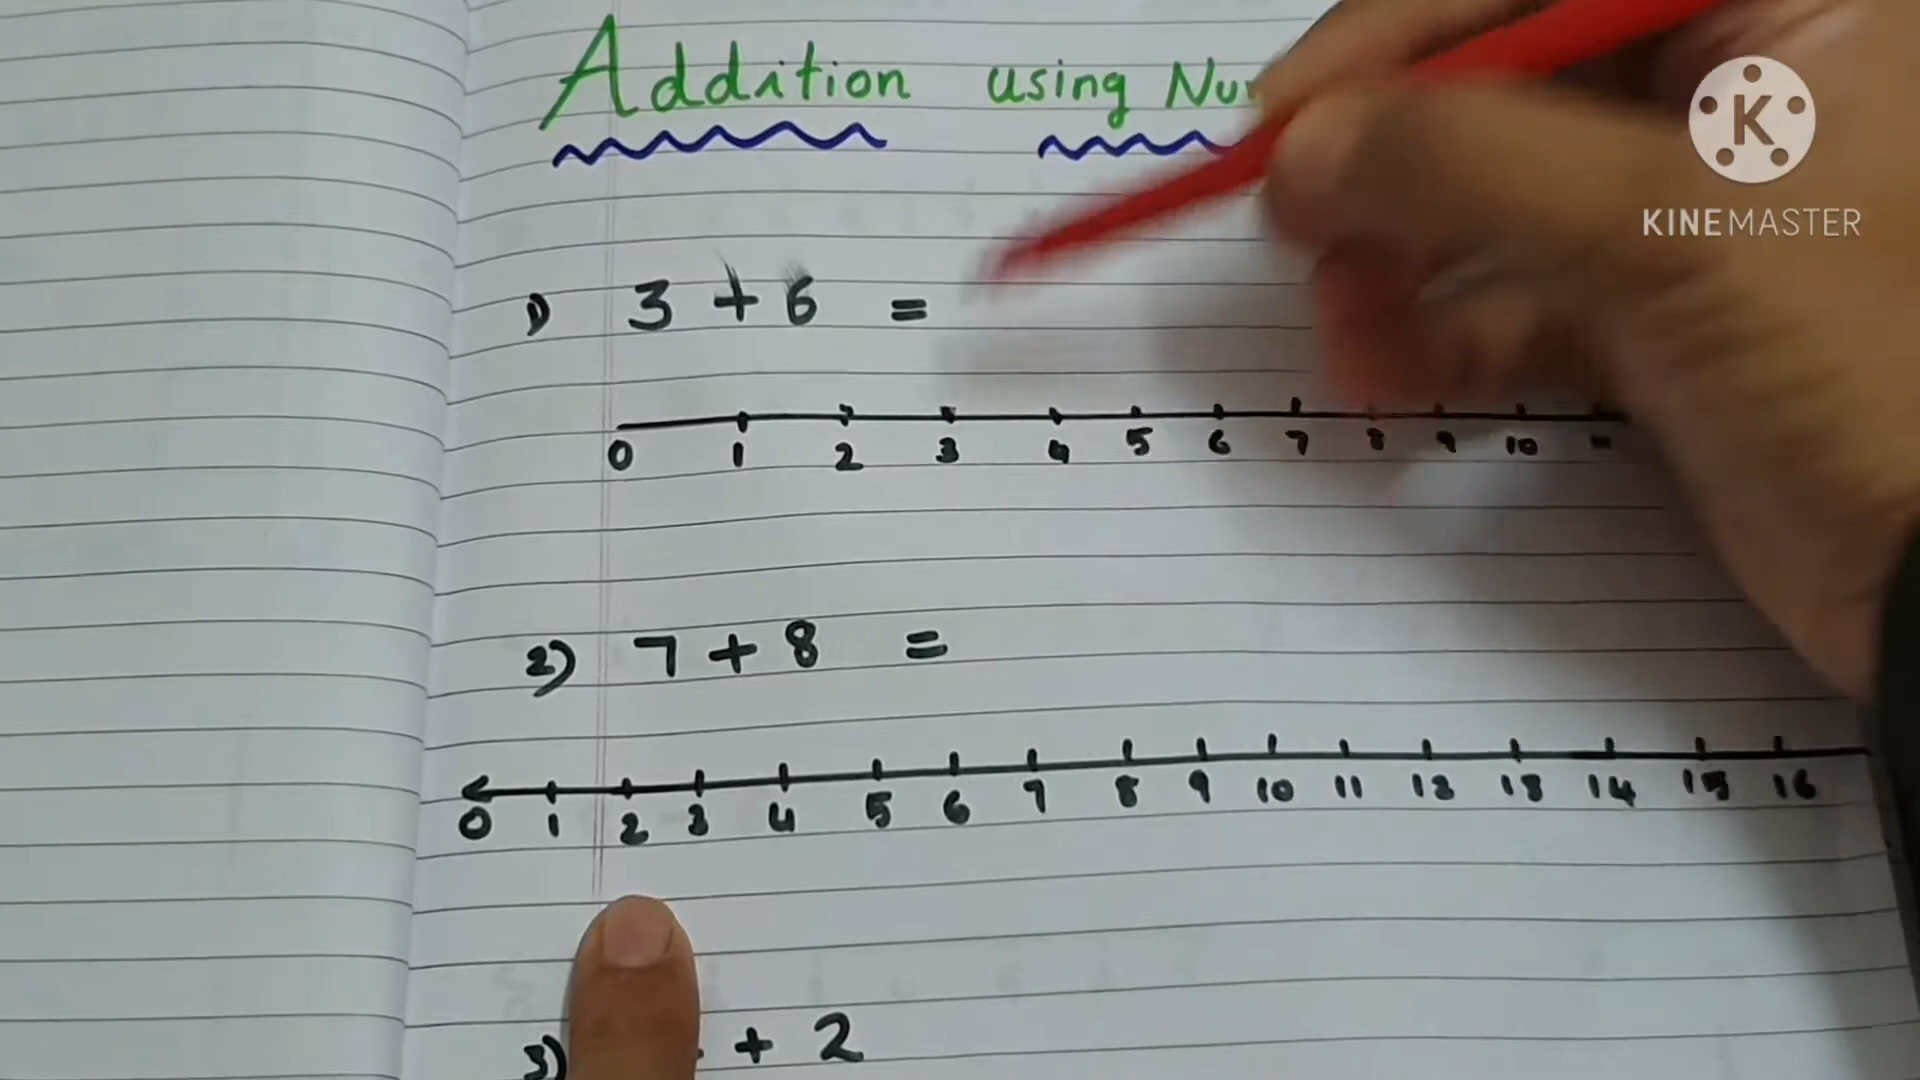 Addition using
K
KINEMASTER
1) 3 + 6 =
0 1 2 3 4 5 6 7 8 9 10
2) 7 + 8 =
0 1 2 3 4 5 6 7 8 9 10 11 12 13 14 15 16
3) + 2